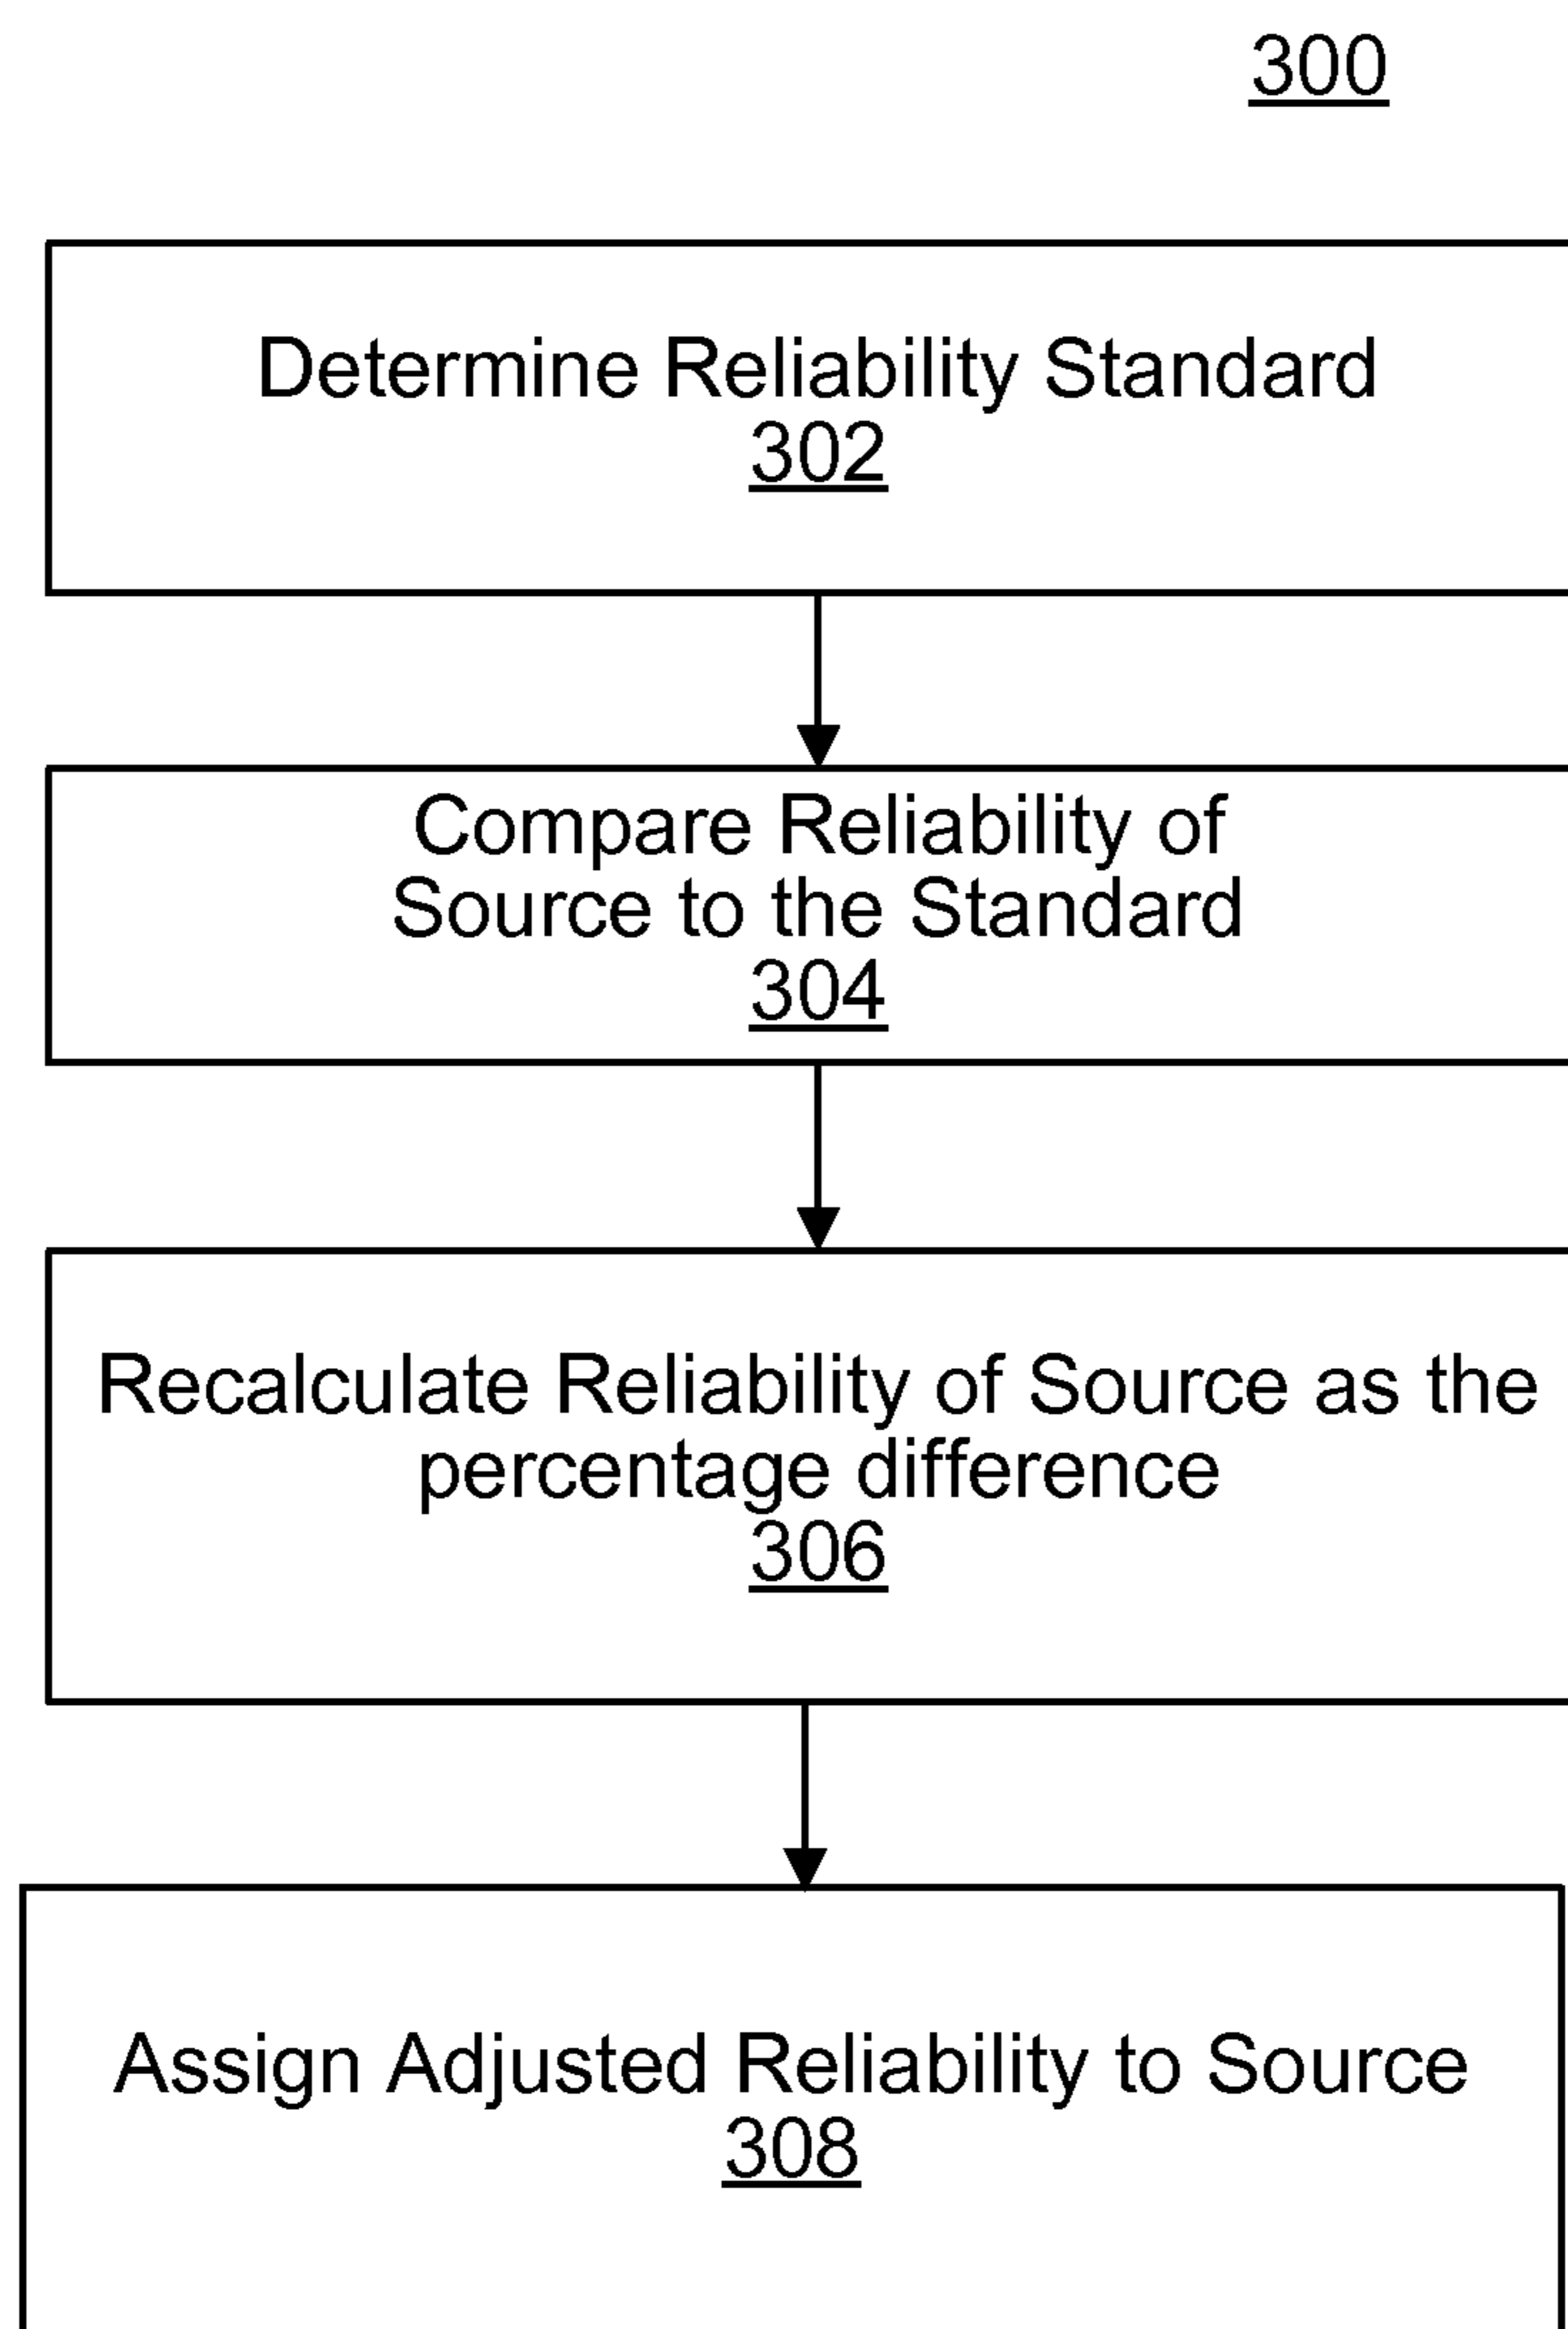 300
Determine Reliability Standard
302
Compare Reliability of
Source to the Standard
304
Recalculate Reliability of Source as the
percentage difference
306
Assign Adjusted Reliability to Source
308